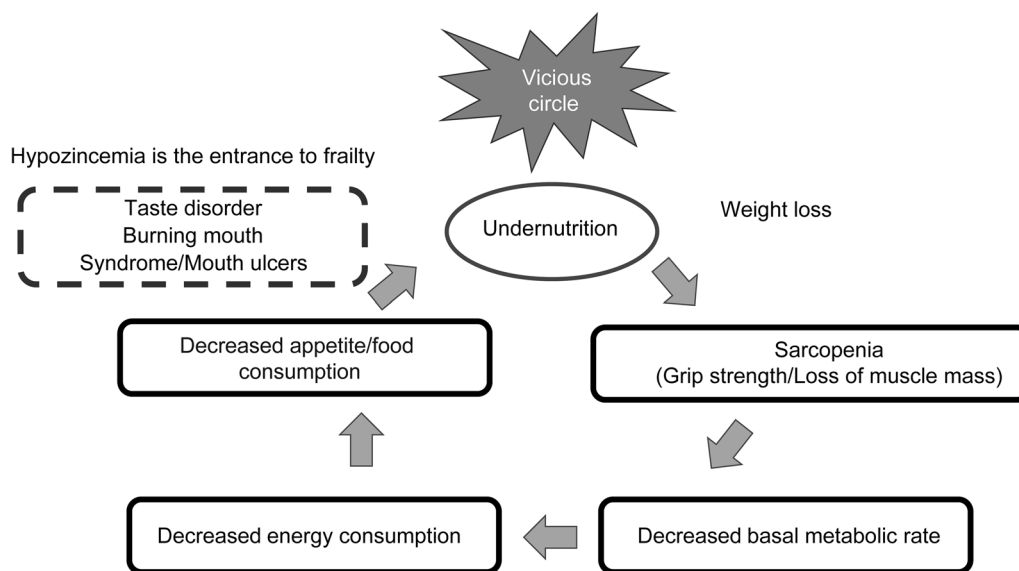 Vicious
circle
Hypozincemia is the entrance to frailty
Taste disorder
Burning mouth
Syndrome/Mouth ulcers
Undernutrition
Weight loss
Decreased appetite/food
consumption
Sarcopenia
(Grip strength/Loss of muscle mass)
Decreased energy consumption
Decreased basal metabolic rate